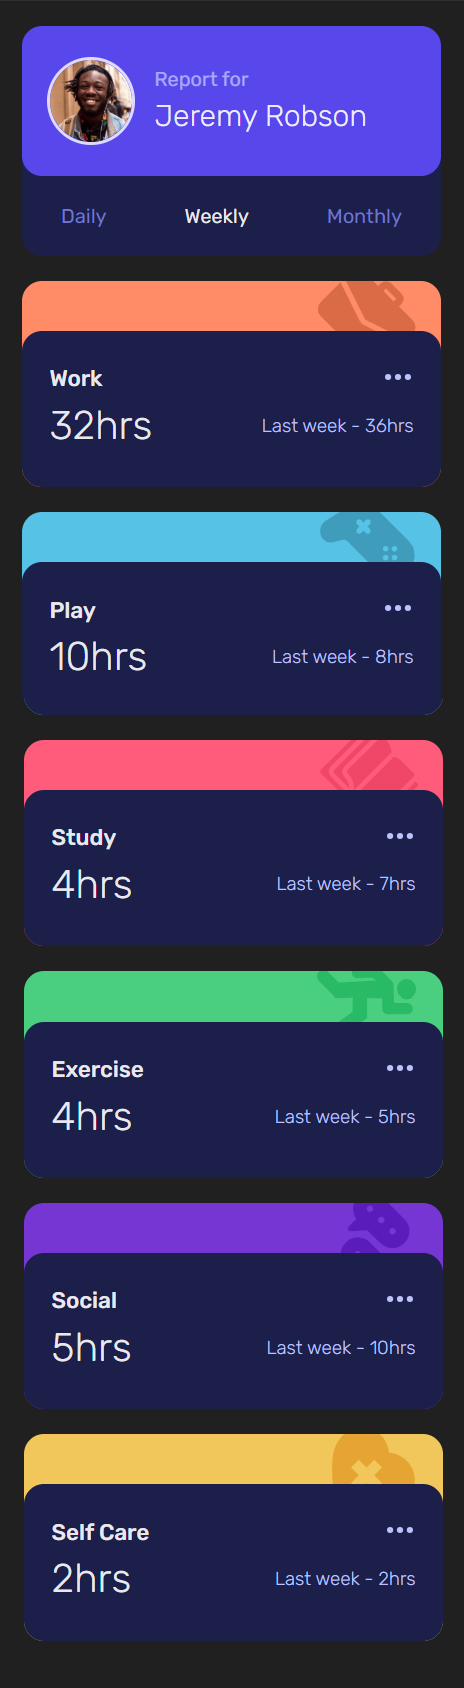 Report for
Jeremy Robson
Daily Weekly Monthly
Work
32hrs Last week - 36hrs
Play
10hrs Last week - 8hrs
Study
4hrs Last week - 7hrs
Exercise
4hrs Last week - 5hrs
Social
5hrs Last week - 10hrs
Self Care
2hrs Last week - 2hrs